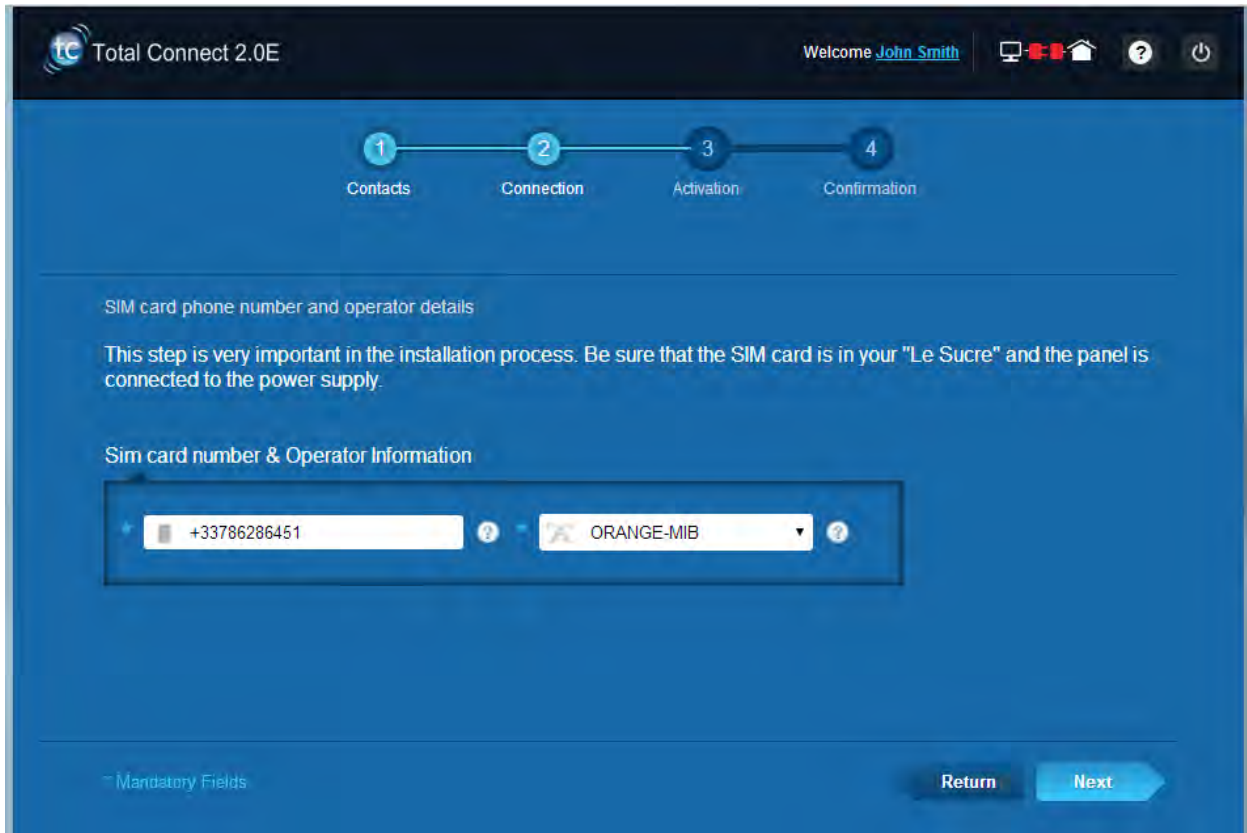 tc Total Connect 2.0E
Welcome John Smith
?
1 2 3 4
Contacts Connection Activation Confirmation
SIM card phone number and operator details
This step is very important in the installation process. Be sure that the SIM card is in your "Le Sucre" and the panel is
connected to the power supply.
Sim card number & Operator Information
* +33786286451 ? * ORANGE-MIB ?
* Mandatory Fields
Return Next